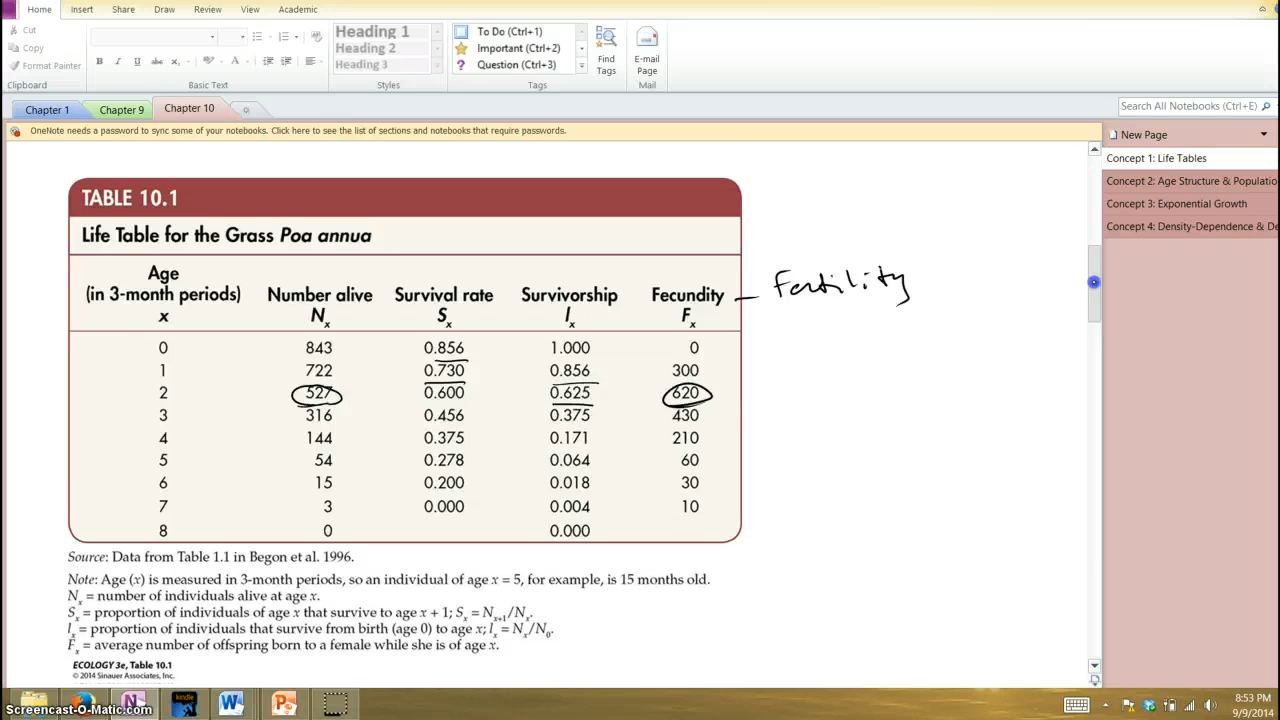 Home Insert Share Draw Review View Academic
Cut
Copy
Format Painter
Clipboard
B I U abc x₂ A
Basic Text
Heading 1
Heading 2
Heading 3
Styles
To Do (Ctrl+1)
Important (Ctrl+2)
Question (Ctrl+3)
Tags
Find
Tags
E-mail
Page
Mail
Chapter 1 Chapter 9 Chapter 10
Search All Notebooks (Ctrl+E)
OneNote needs a password to sync some of your notebooks. Click here to see the list of sections and notebooks that require passwords.
New Page
Concept 1: Life Tables
Concept 2: Age Structure & Populatio
Concept 3: Exponential Growth
Concept 4: Density-Dependence & De
TABLE 10.1
Life Table for the Grass Poa annua
Age
(in 3-month periods) Number alive Survival rate Survivorship Fecundity
x Nₓ Sₓ lₓ Fₓ
Fertility
0 843 0.856 1.000 0
1 722 0.730 0.856 300
2 527 0.600 0.625 620
3 316 0.456 0.375 430
4 144 0.375 0.171 210
5 54 0.278 0.064 60
6 15 0.200 0.018 30
7 3 0.000 0.004 10
8 0 0.000
Source: Data from Table 1.1 in Begon et al. 1996.
Note: Age (x) is measured in 3-month periods, so an individual of age x = 5, for example, is 15 months old.
Nₓ = number of individuals alive at age x.
Sₓ = proportion of individuals of age x that survive to age x + 1; Sₓ = Nₓ₊₁/Nₓ.
lₓ = proportion of individuals that survive from birth (age 0) to age x; lₓ = Nₓ/N₀.
Fₓ = average number of offspring born to a female while she is of age x.
ECOLOGY 3e, Table 10.1
© 2014 Sinauer Associates, Inc.
kindle
Screencast-O-Matic.com
8:53 PM
9/9/2014